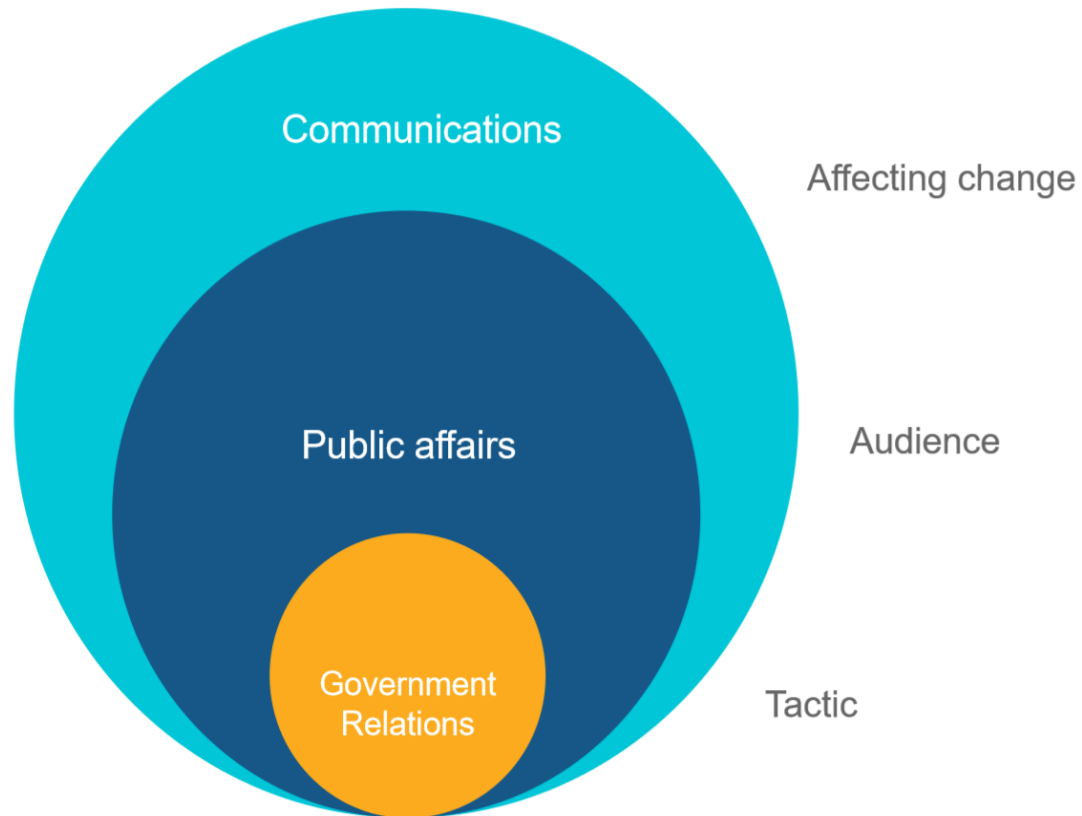 Communications
Affecting change
Public affairs
Audience
Government
Relations
Tactic